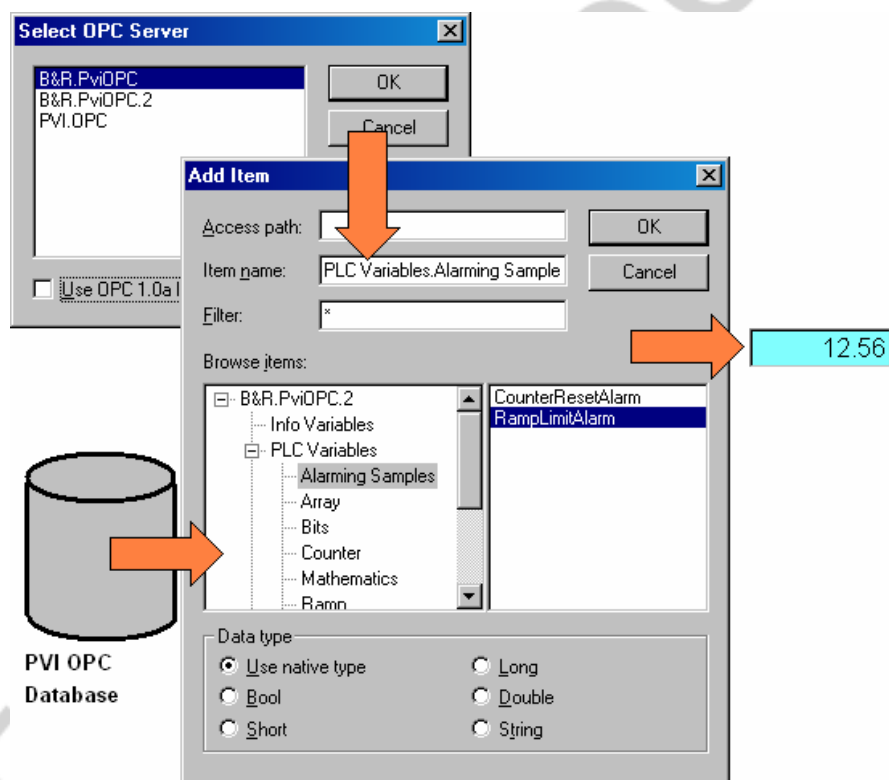 Select OPC Server
B&R.PviOPC
B&R.PviOPC.2
PVI.OPC
OK
Cancel
Use OPC 1.0a I
Add Item
Access path:
OK
Item name:
PLC Variables.Alarming Sample
Cancel
Filter:
*
12.56
Browse items:
B&R.PviOPC.2
Info Variables
PLC Variables
Alarming Samples
Array
Bits
Counter
Mathematics
Ramp
CounterResetAlarm
RampLimitAlarm
PVI OPC
Database
Data type
Use native type
Long
Bool
Double
Short
String